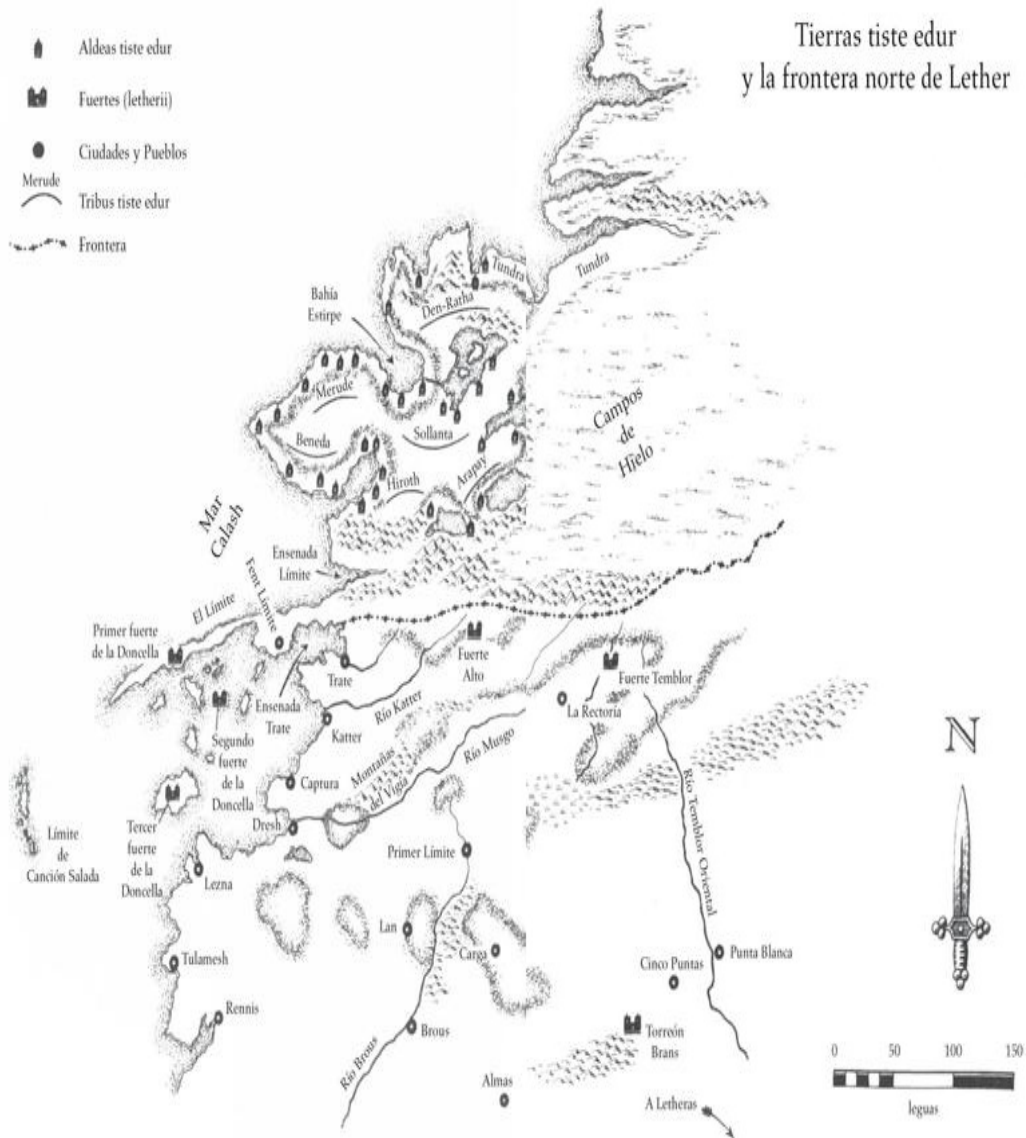 Tierras tiste edur
y la frontera norte de Lether
Aldeas tiste edur
Fuertes (letherii)
Ciudades y Pueblos
Merude
Tribus tiste edur
Frontera
Tundra
Tundra
Bahía
Estirpe
Den-Ratha
Merude
Beneda
Sollanta
Campos
de
Hielo
Hiroth
Arapay
Mar
Calash
Ensenada
Límite
El Límite
Fent Límite
Primer fuerte
de la Doncella
Trate
Fuerte
Alto
Fuerte Temblor
Ensenada
Trate
Río Katter
La Rectoría
Katter
Segundo
fuerte
de la
Doncella
Montañas
del Vigía
Río Musgo
Captura
Río Temblor Oriental
N
Tercer
fuerte
de la
Doncella
Límite
de
Canción Salada
Dresh
Primer Límite
Lezna
Lan
Carga
Tulamesh
Cinco Puntas
Punta Blanca
Rennis
Brous
Torreón
Brans
Río Brous
Almas
A Letheras
0 50 100 150
leguas